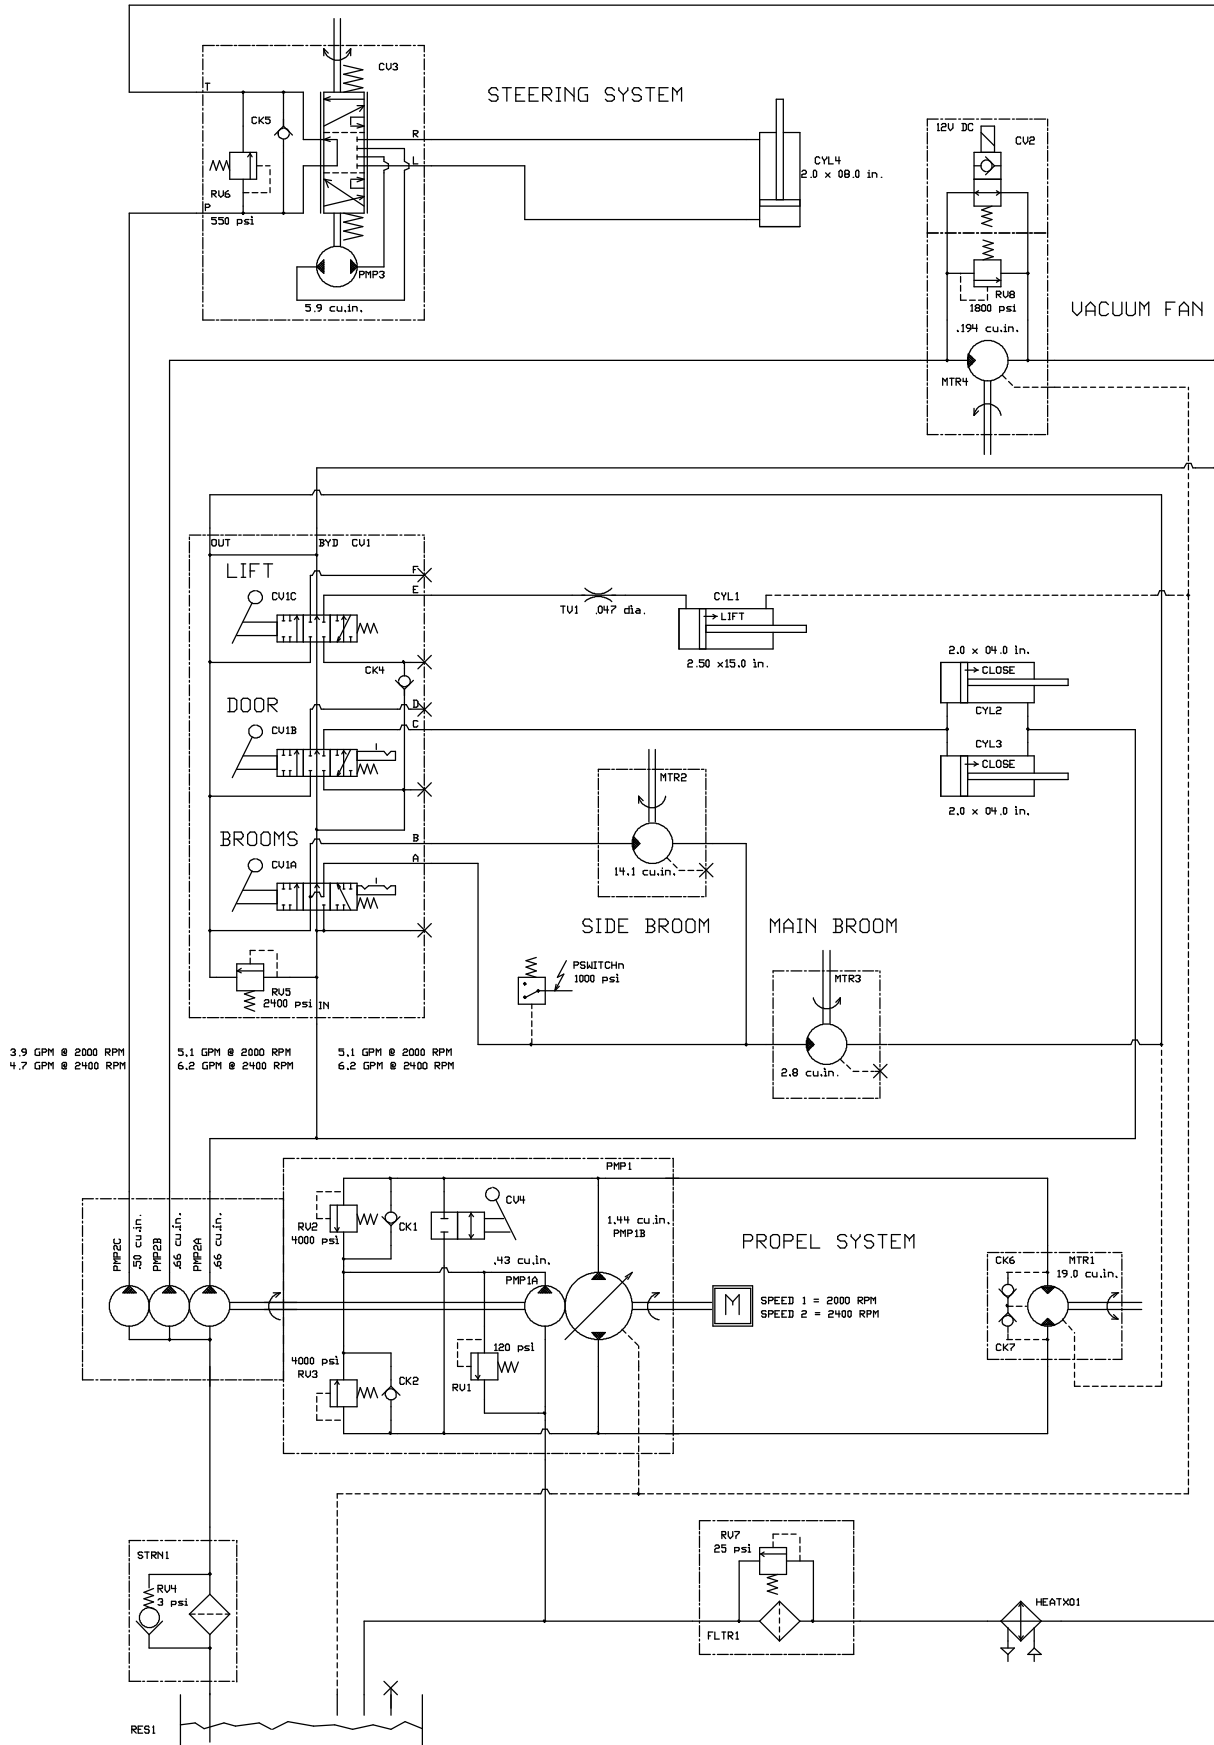 CV3
T
CK5
R
L
RV6
P
550 psi
PMP3
5.9 cu.in.
STEERING SYSTEM
CYL4
2.0 x 08.0 in.
12V DC
CV2
RV8
1800 psi
.194 cu.in.
MTR4
VACUUM FAN
OUT
BYD CV1
LIFT
F
CV1C
E
TV1 .047 dia.
CYL1
LIFT
2.50 x15.0 in.
CK4
DOOR
D
CV1B
C
2.0 x 04.0 in.
CLOSE
CYL2
CYL3
CLOSE
2.0 x 04.0 in.
MTR2
BROOMS
B
CV1A
A
14.1 cu.in.
SIDE BROOM
MAIN BROOM
PSWITCHn
1000 psi
MTR3
RV5
2400 psi
IN
2.8 cu.in.
3.9 GPM @ 2000 RPM
4.7 GPM @ 2400 RPM
5.1 GPM @ 2000 RPM
6.2 GPM @ 2400 RPM
5.1 GPM @ 2000 RPM
6.2 GPM @ 2400 RPM
PMP1
PMP2C
.50 cu.in.
PMP2B
.66 cu.in.
PMP2A
.66 cu.in.
RV2
4000 psi
CK1
CV4
1.44 cu.in.
PMP1B
.43 cu.in.
PMP1A
PROPEL SYSTEM
CK6
MTR1
19.0 cu.in.
M
SPEED 1 = 2000 RPM
SPEED 2 = 2400 RPM
CK7
4000 psi
RV3
CK2
120 psi
RV1
STRN1
RV4
3 psi
RV7
25 psi
FLTR1
HEATX01
RES1